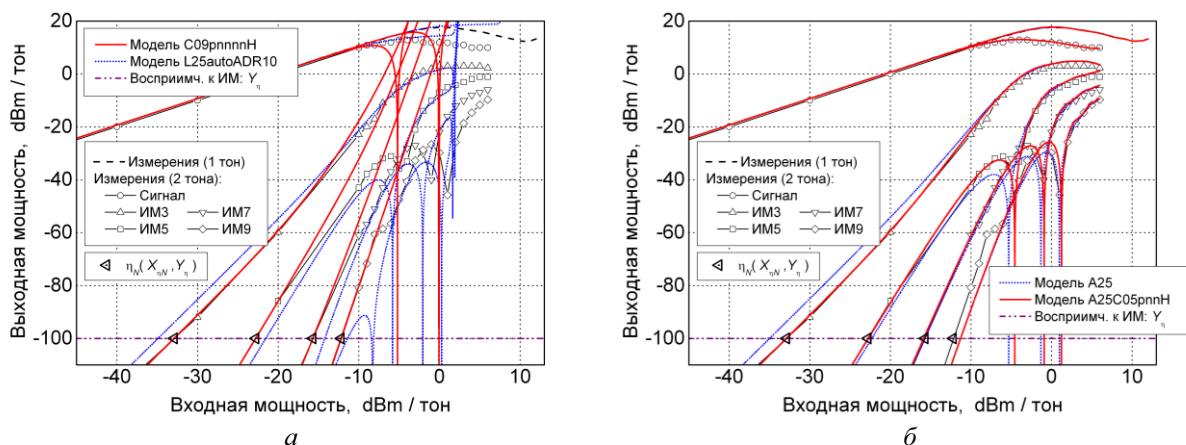 20
0
-20
-40
-60
-80
-100
Выходная мощность, dBm / тон
Модель C09pnnnnH
Модель L25autoADR10
Восприимч. к ИМ: Yη
Измерения (1 тон)
Измерения (2 тона):
Сигнал
ИМ3 ИМ7
ИМ5 ИМ9
ηN( XηN , Yη )
-40 -30 -20 -10 0 10
Входная мощность, dBm / тон
а
20
0
-20
-40
-60
-80
-100
Выходная мощность, dBm / тон
Измерения (1 тон)
Измерения (2 тона):
Сигнал
ИМ3 ИМ7
ИМ5 ИМ9
ηN( XηN , Yη )
Модель A25
Модель A25C05pnnH
Восприимч. к ИМ: Yη
-40 -30 -20 -10 0 10
Входная мощность, dBm / тон
б